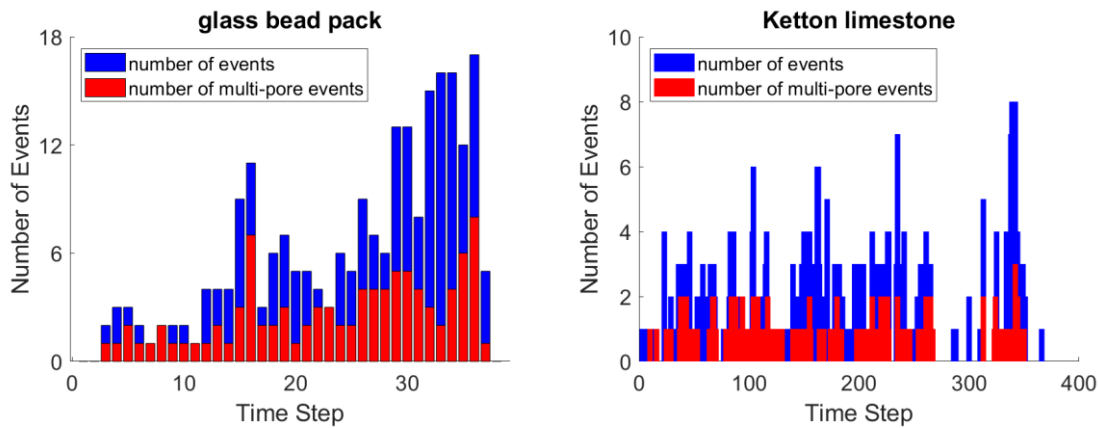 glass bead pack
18
12
6
0
number of events
number of multi-pore events
Number of Events
0
10
20
30
Time Step
Ketton limestone
10
8
6
4
2
0
number of events
number of multi-pore events
Number of Events
0
100
200
300
400
Time Step